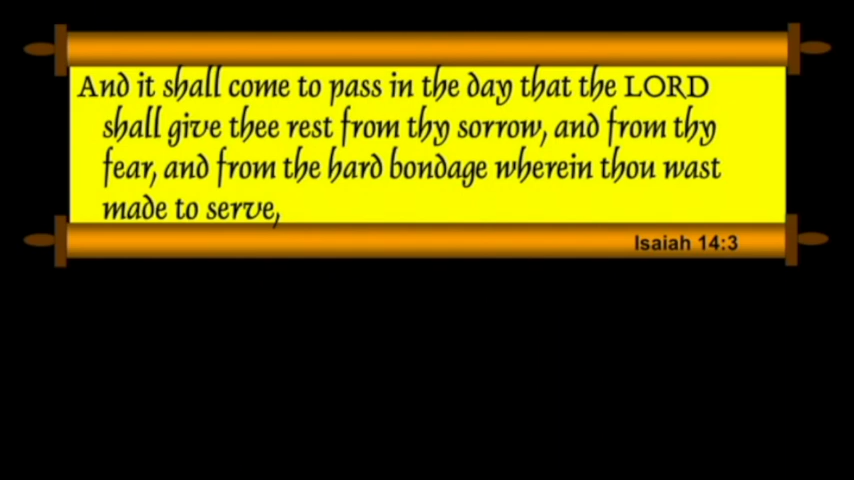 And it shall come to pass in the day that the LORD
shall give thee rest from thy sorrow, and from thy
fear, and from the hard bondage wherein thou wast
made to serve,
Isaiah 14:3